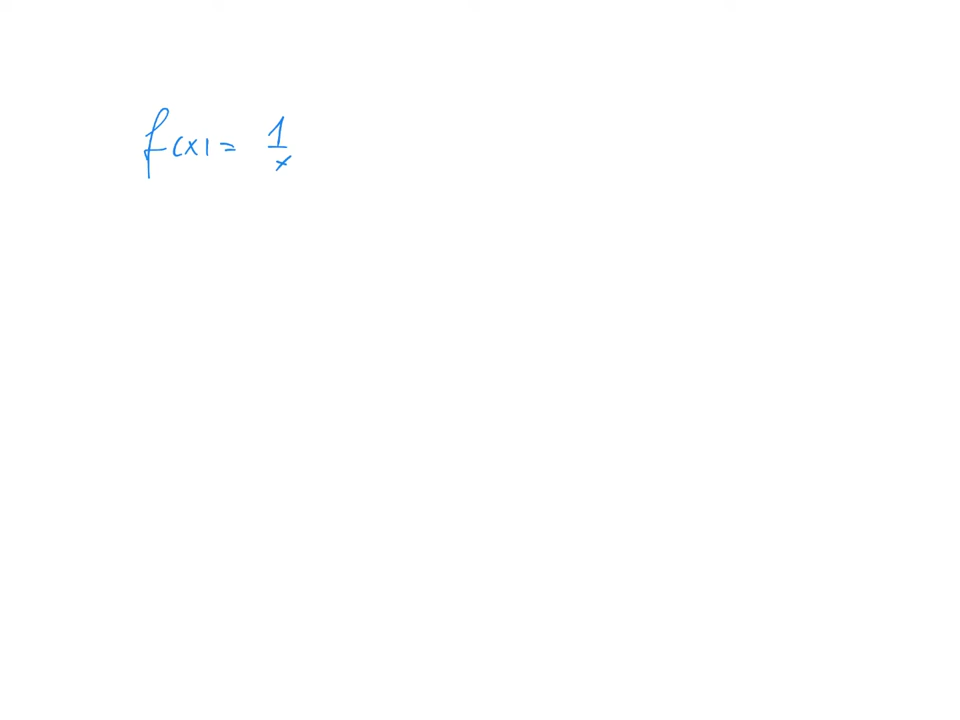 f(x) = 1/x